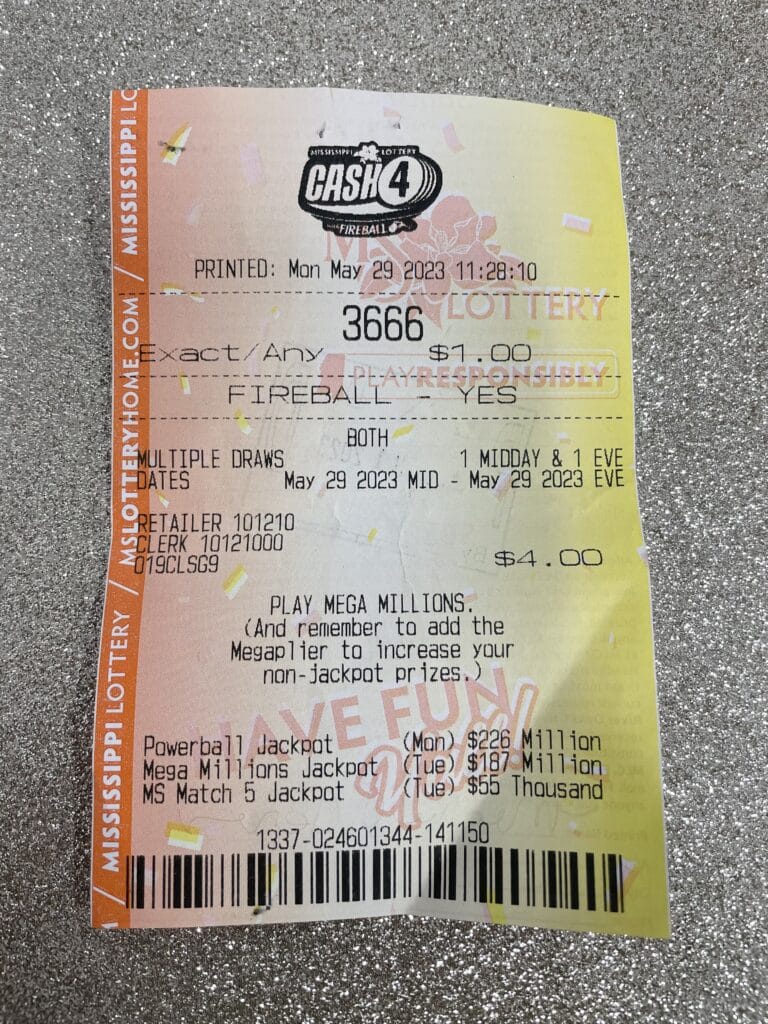 MISSISSIPPI LOTTERY
CASH 4
FIREBALL
PRINTED: Mon May 29 2023 11:28:10
MS
LOTTERY
3666
Exact/Any $1.00
PLAY RESPONSIBLY
FIREBALL - YES
BOTH
MULTIPLE DRAWS 1 MIDDAY & 1 EVE
DATES May 29 2023 MID - May 29 2023 EVE
RETAILER 101210
CLERK 10121000
019CLSG9 $4.00
PLAY MEGA MILLIONS.
(And remember to add the
Megaplier to increase your
non-jackpot prizes.)
HAVE FUN
Y'all!
Powerball Jackpot (Mon) $226 Million
Mega Millions Jackpot (Tue) $187 Million
MS Match 5 Jackpot (Tue) $55 Thousand
1337-024601344-141150
/ MISSISSIPPI LOTTERY / MSLOTTERYHOME.COM / MISSISSIPPI LO